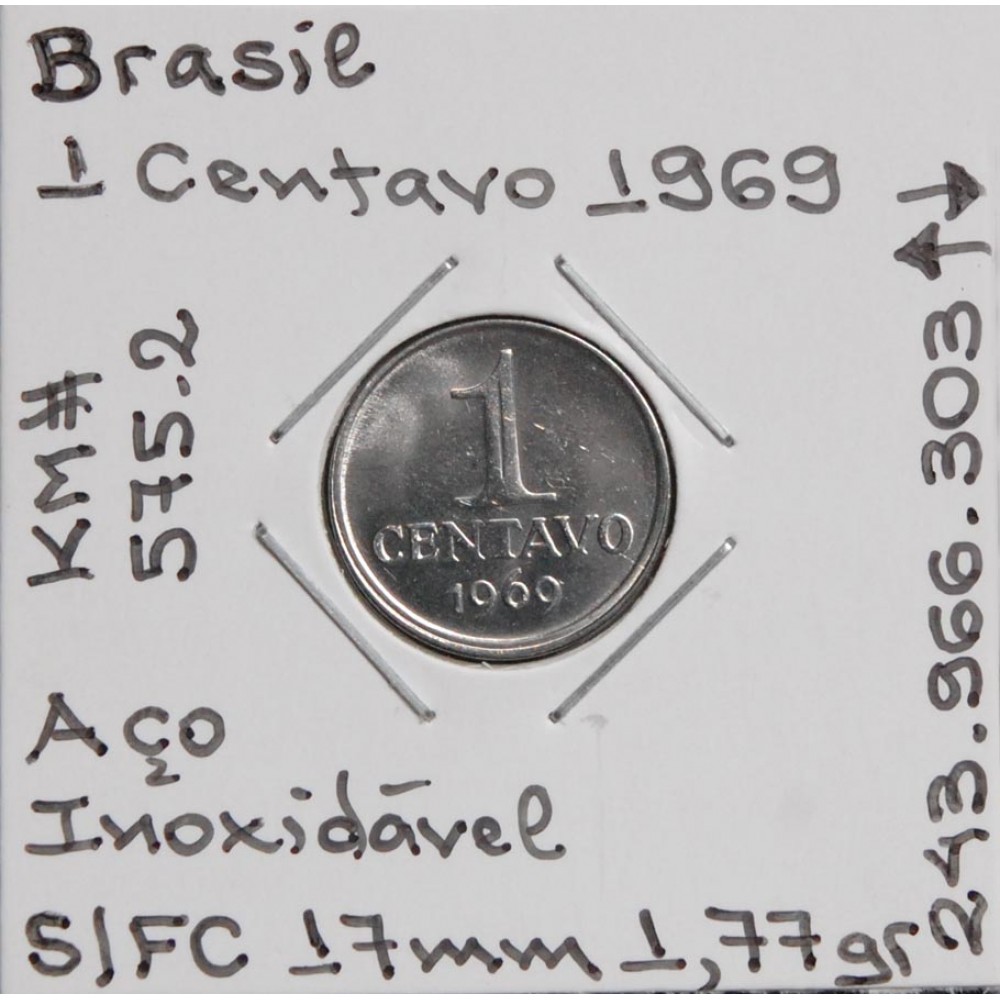 Brasil
1 Centavo 1969
KM#
575.2
1
CENTAVO
1969
Aço
Inoxidável
S/FC 17mm 1,77gr
243.966.303 ↑↓